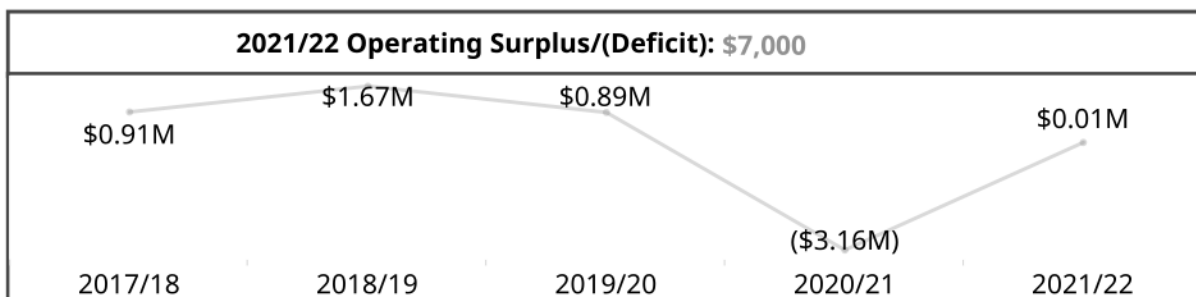 2021/22 Operating Surplus/(Deficit): $7,000
$0.91M
$1.67M
$0.89M
($3.16M)
$0.01M
2017/18 2018/19 2019/20 2020/21 2021/22